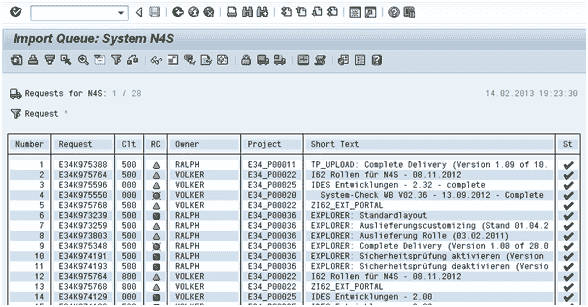 Import Queue: System N4S
Requests for N4S: 1 / 28 14.02.2013 19:23:30
Request *
Number Request Clt RC Owner Project Short Text St
1 E34K975388 500 RALPH E34_P00011 TP_UPLOAD: Complete Delivery (Version 1.09 of 10.
2 E34K975764 500 VOLKER E34_P00022 I62 Rollen für N4S - 08.11.2012
3 E34K975596 000 VOLKER E34_P00025 IDES Entwicklungen - 2.32 - complete
4 E34K975550 000 VOLKER E34_P00020 System-Check WB V02.36 - 13.09.2012 - Complete
5 E34K975768 500 VOLKER E34_P00022 ZI62_EXT_PORTAL
6 E34K973239 500 RALPH E34_P00036 EXPLORER: Standardlayout
7 E34K973259 500 RALPH E34_P00036 EXPLORER: Auslieferungscustomizing (Stand 01.04.2
8 E34K973803 500 RALPH E34_P00036 EXPLORER: Auslieferung Rolle (03.02.2011)
9 E34K975348 500 RALPH E34_P00036 EXPLORER: Complete Delivery (Version 1.08 of 28.0
10 E34K974191 500 RALPH E34_P00036 EXPLORER: Sicherheitsprüfung aktivieren (Version
11 E34K974193 500 RALPH E34_P00036 EXPLORER: Sicherheitsprüfung deaktivieren (Versio
12 E34K975764 800 VOLKER E34_P00022 I62 Rollen für N4S - 08.11.2012
13 E34K975768 800 VOLKER E34_P00022 ZI62_EXT_PORTAL
14 E34K974129 000 VOLKER E34_P00025 IDES Entwicklungen - 2.00